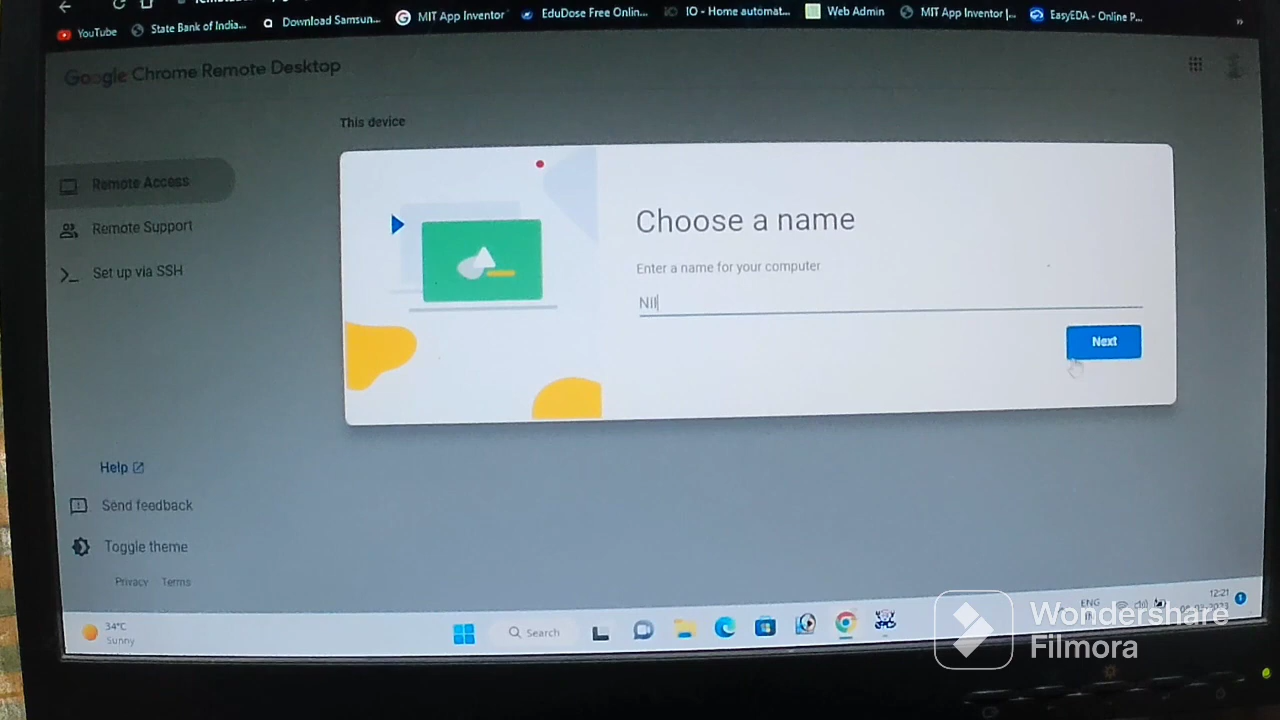 YouTube
State Bank of India...
Download Samsun...
MIT App Inventor
EduDose Free Onlin...
IO - Home automat...
Web Admin
MIT App Inventor |...
EasyEDA - Online P...
»
Google Chrome Remote Desktop
This device
Remote Access
Remote Support
Set up via SSH
Choose a name
Enter a name for your computer
Nil
Next
Help
Send feedback
Toggle theme
Privacy Terms
34°C
Sunny
Search
ENG
12:21
Wondershare
Filmora